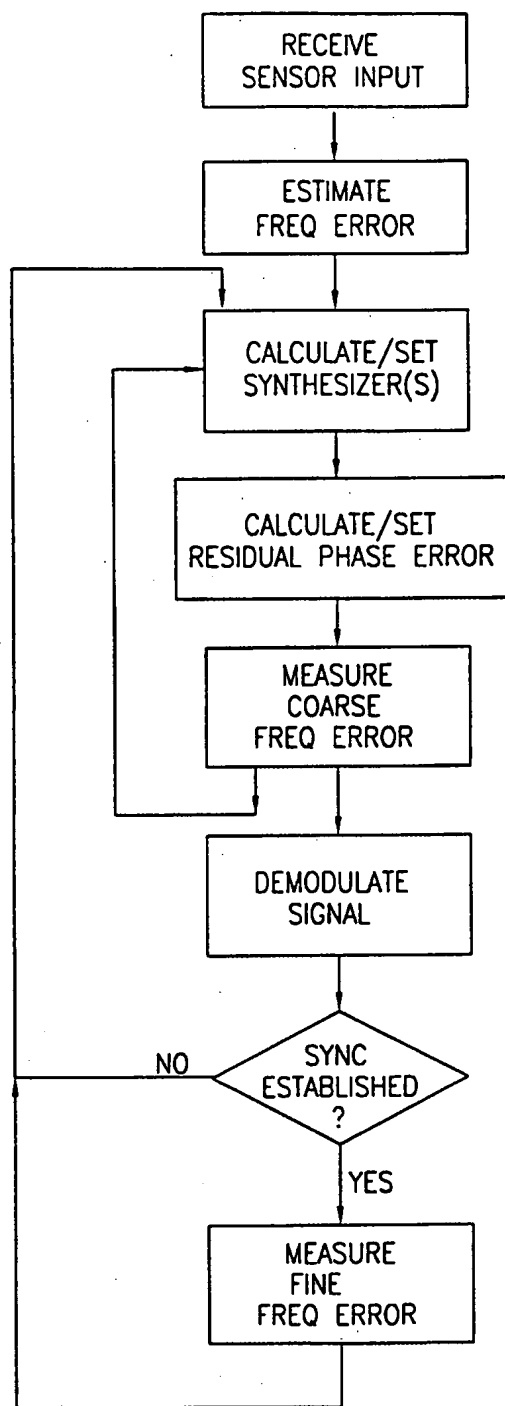 RECEIVE
SENSOR INPUT
ESTIMATE
FREQ ERROR
CALCULATE/SET
SYNTHESIZER(S)
CALCULATE/SET
RESIDUAL PHASE ERROR
MEASURE
COARSE
FREQ ERROR
DEMODULATE
SIGNAL
SYNC
ESTABLISHED
?
NO
YES
MEASURE
FINE
FREQ ERROR